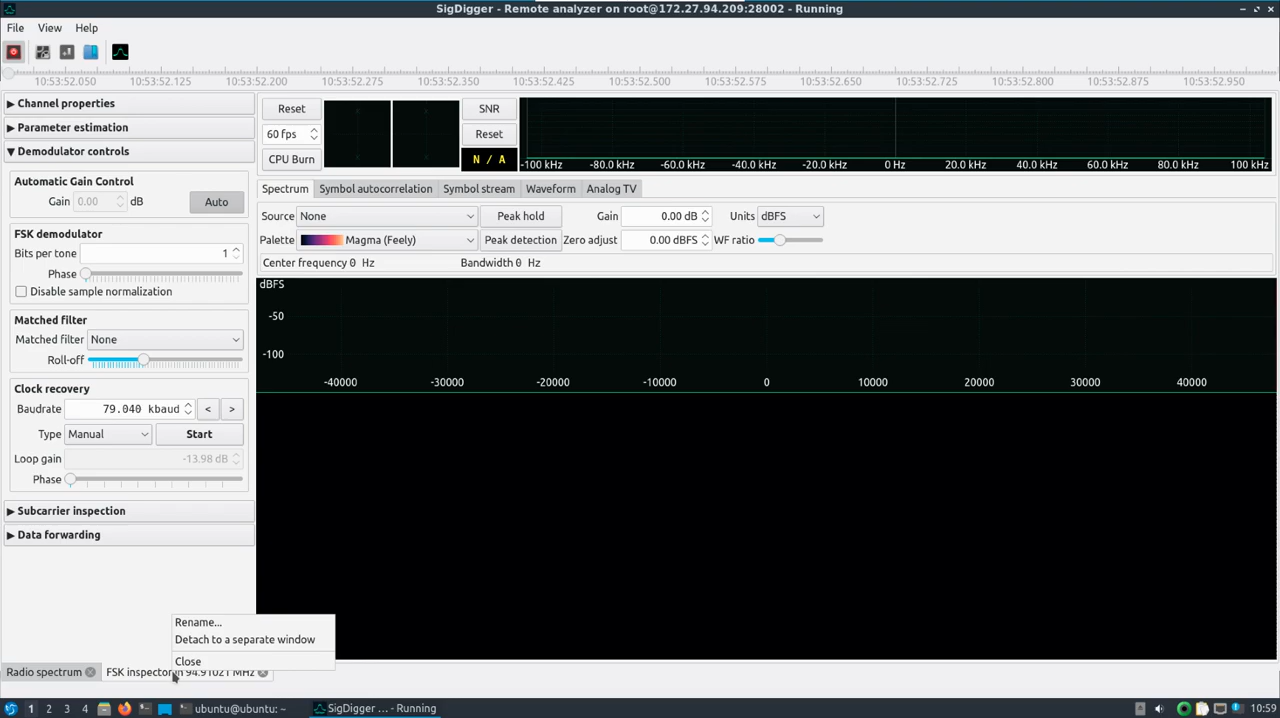 SigDigger - Remote analyzer on root@172.27.94.209:28002 - Running
File View Help
10:53:52.050 10:53:52.125 10:53:52.200 10:53:52.275 10:53:52.350 10:53:52.425 10:53:52.500 10:53:52.575 10:53:52.650 10:53:52.725 10:53:52.800 10:53:52.875 10:53:52.950
Channel properties
Parameter estimation
Demodulator controls
Automatic Gain Control
Gain 0.00 dB Auto
FSK demodulator
Bits per tone 1
Phase
Disable sample normalization
Matched filter
Matched filter None
Roll-off
Clock recovery
Baudrate 79.040 kbaud < >
Type Manual Start
Loop gain -13.98 dB
Phase
Subcarrier inspection
Data forwarding
Reset SNR
60 fps Reset
CPU Burn N / A
-100 kHz -80.0 kHz -60.0 kHz -40.0 kHz -20.0 kHz 0 Hz 20.0 kHz 40.0 kHz 60.0 kHz 80.0 kHz 100 kHz
Spectrum Symbol autocorrelation Symbol stream Waveform Analog TV
Source None Peak hold Gain 0.00 dB Units dBFS
Palette Magma (Feely) Peak detection Zero adjust 0.00 dBFS WF ratio
Center frequency 0 Hz Bandwidth 0 Hz
dBFS
-50
-100
-40000 -30000 -20000 -10000 0 10000 20000 30000 40000
Rename...
Detach to a separate window
Close
Radio spectrum FSK inspector in 94.91021 MHz
1 2 3 4 ubuntu@ubuntu: ~ SigDigger ... - Running 10:59